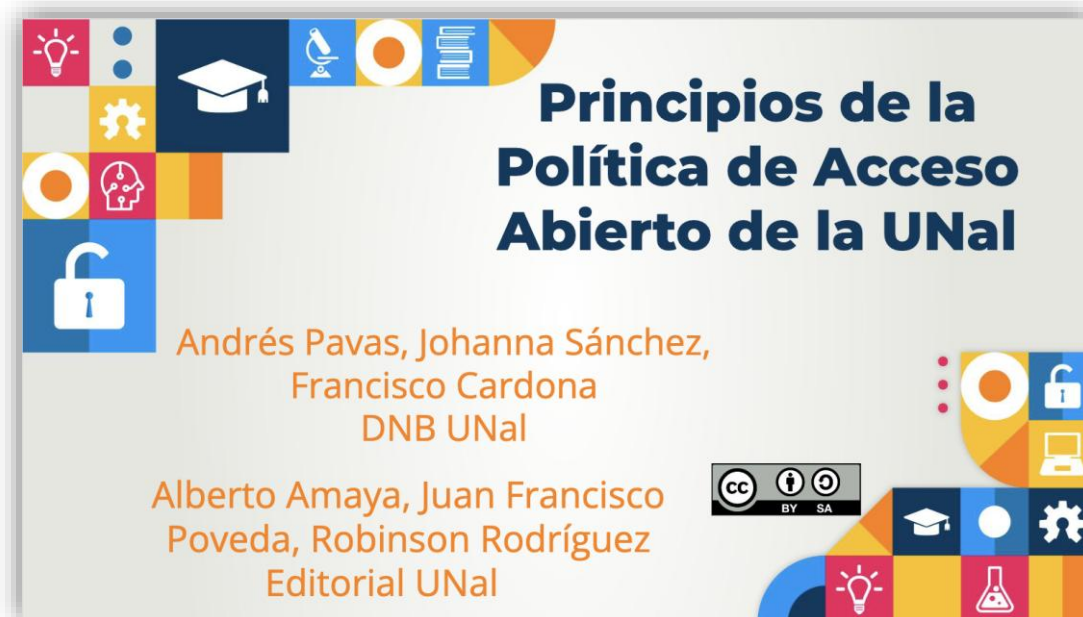 Principios de la
Política de Acceso
Abierto de la UNal
Andrés Pavas, Johanna Sánchez,
Francisco Cardona
DNB UNal
Alberto Amaya, Juan Francisco
Poveda, Robinson Rodríguez
Editorial UNal
cc
BY SA